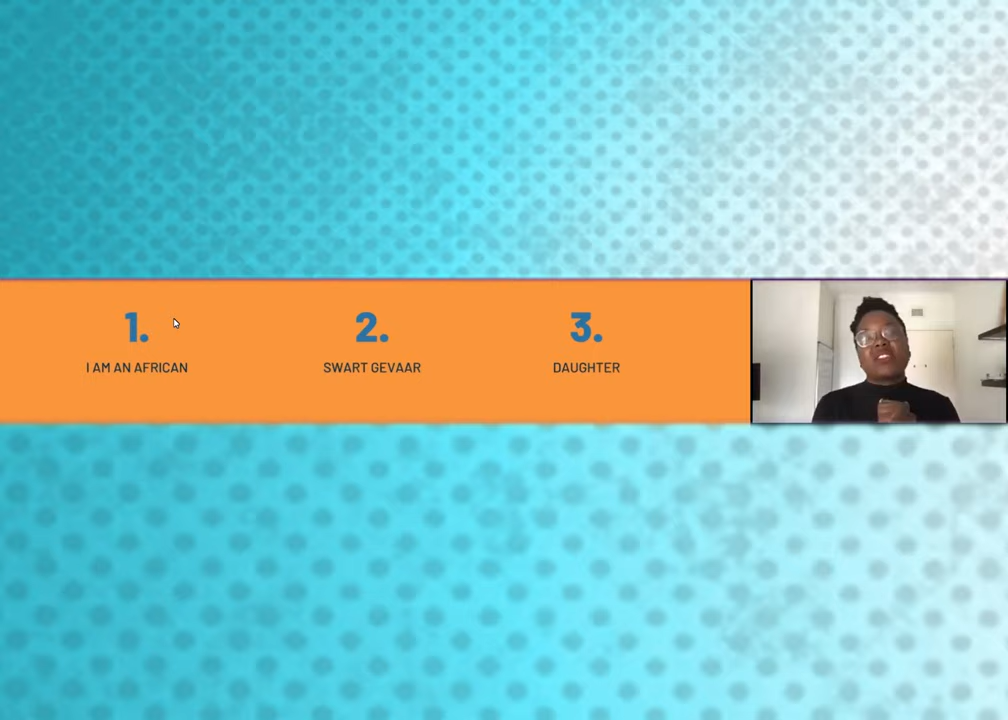 1.
I AM AN AFRICAN
2.
SWART GEVAAR
3.
DAUGHTER